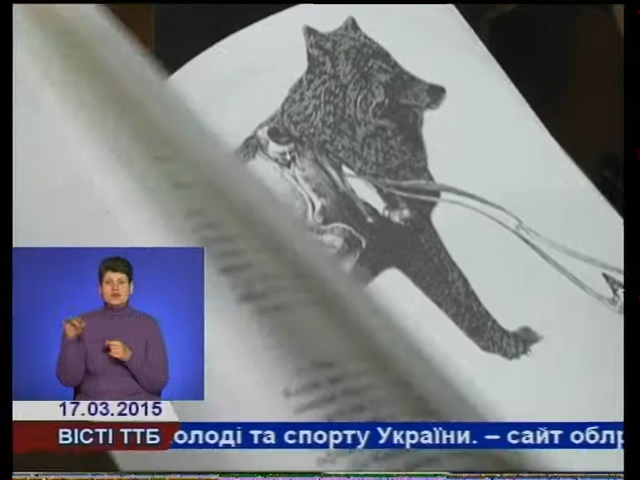 17.03.2015
ВІСТІ ТТБ
олоді та спорту України. – сайт облр